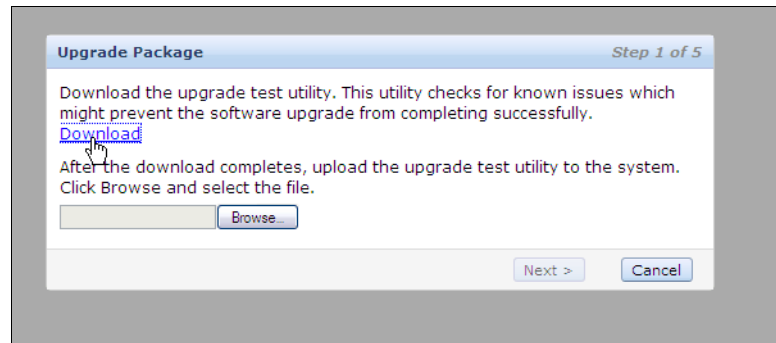 Upgrade Package Step 1 of 5
Download the upgrade test utility. This utility checks for known issues which
might prevent the software upgrade from completing successfully.
Download
After the download completes, upload the upgrade test utility to the system.
Click Browse and select the file.
Browse...
Next > Cancel